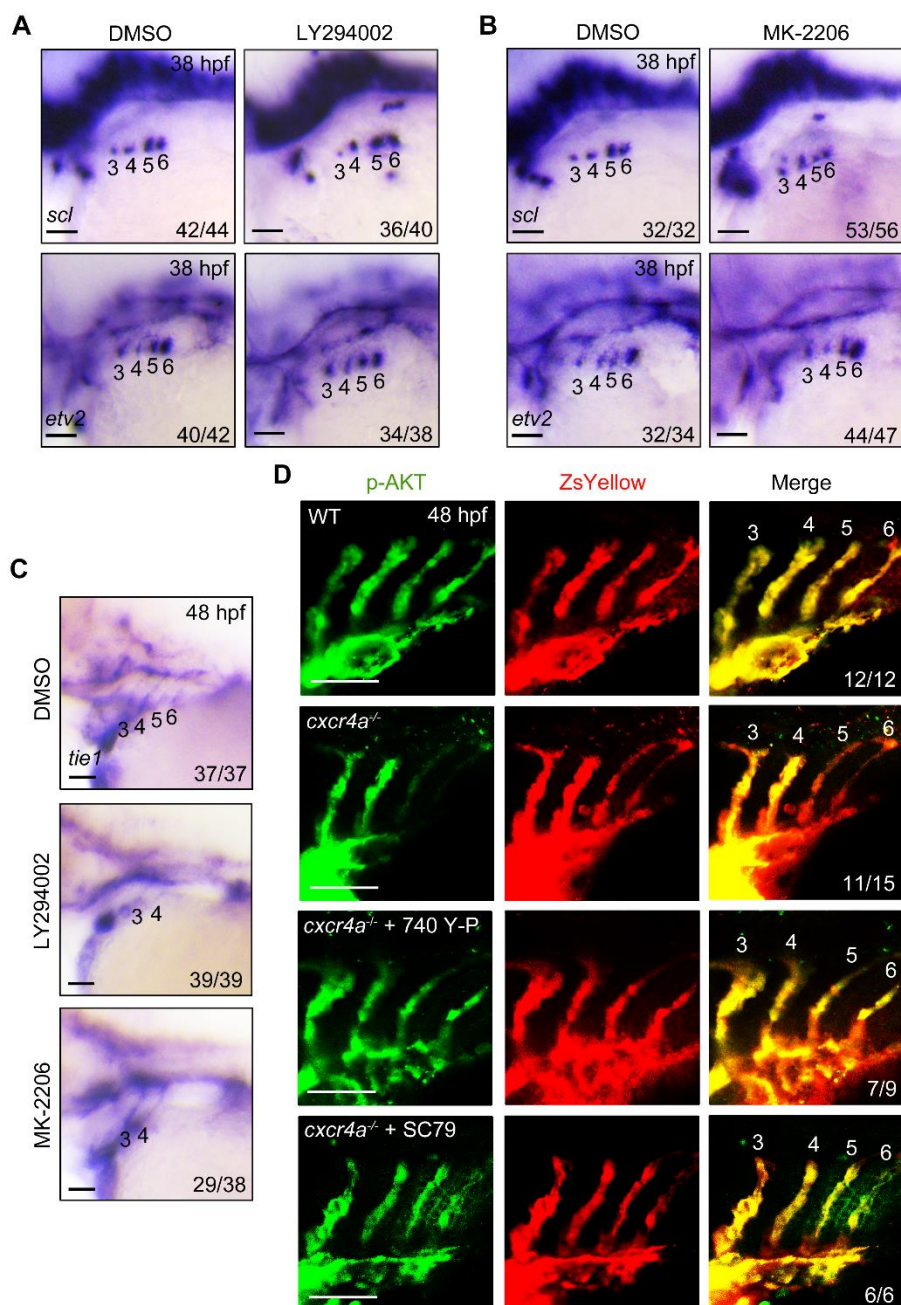 A
DMSO
LY294002
38 hpf
3 4 5 6
scl
42/44
3 4 5 6
36/40
38 hpf
3 4 5 6
etv2
40/42
3 4 5 6
34/38
B
DMSO
MK-2206
38 hpf
3 4 5 6
scl
32/32
3 4 5 6
53/56
38 hpf
3 4 5 6
etv2
32/34
3 4 5 6
44/47
C
DMSO
48 hpf
3 4 5 6
tie1
37/37
LY294002
3 4
39/39
MK-2206
3 4
29/38
D
p-AKT
ZsYellow
Merge
WT
48 hpf
3 4 5 6
12/12
cxcr4a-/-
3 4 5 6
11/15
cxcr4a-/- + 740 Y-P
3 4 5 6
7/9
cxcr4a-/- + SC79
3 4 5 6
6/6